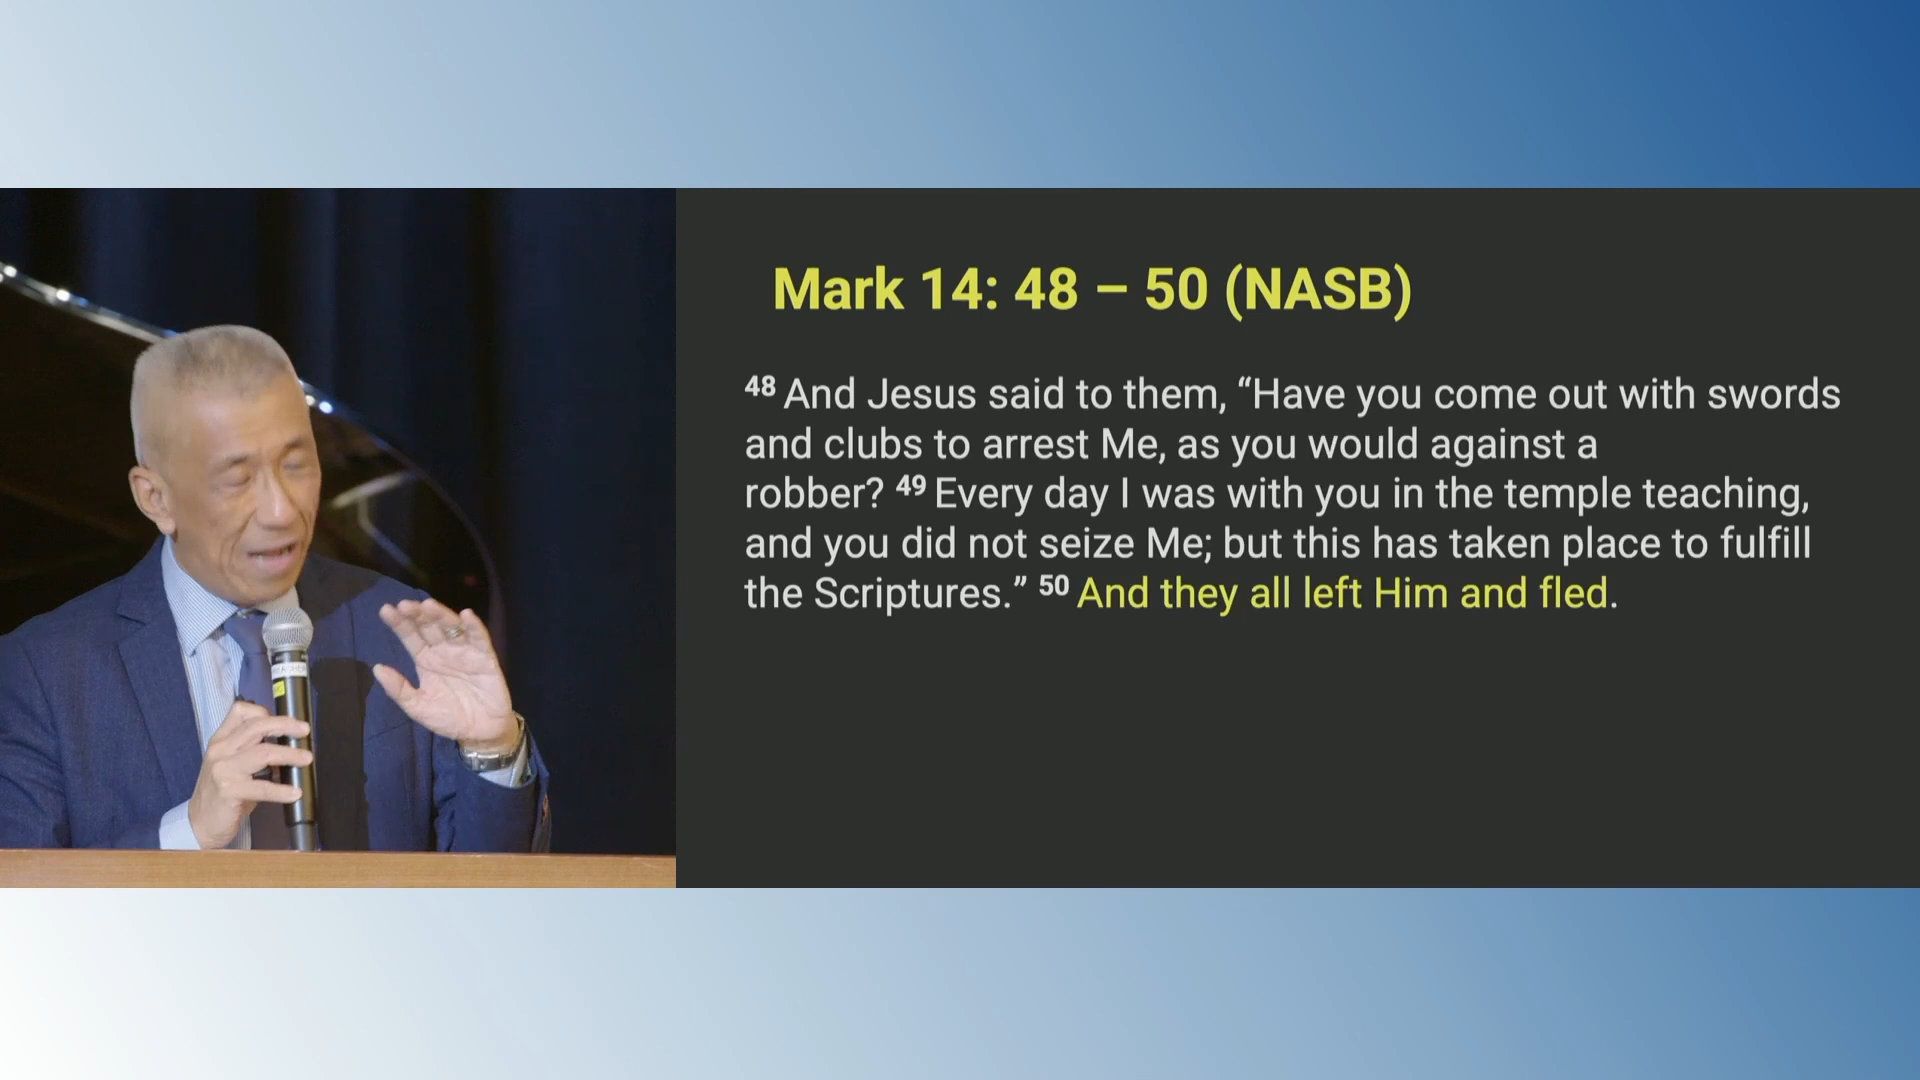 Mark 14: 48 – 50 (NASB)
48 And Jesus said to them, “Have you come out with swords
and clubs to arrest Me, as you would against a
robber? 49 Every day I was with you in the temple teaching,
and you did not seize Me; but this has taken place to fulfill
the Scriptures.” 50 And they all left Him and fled.